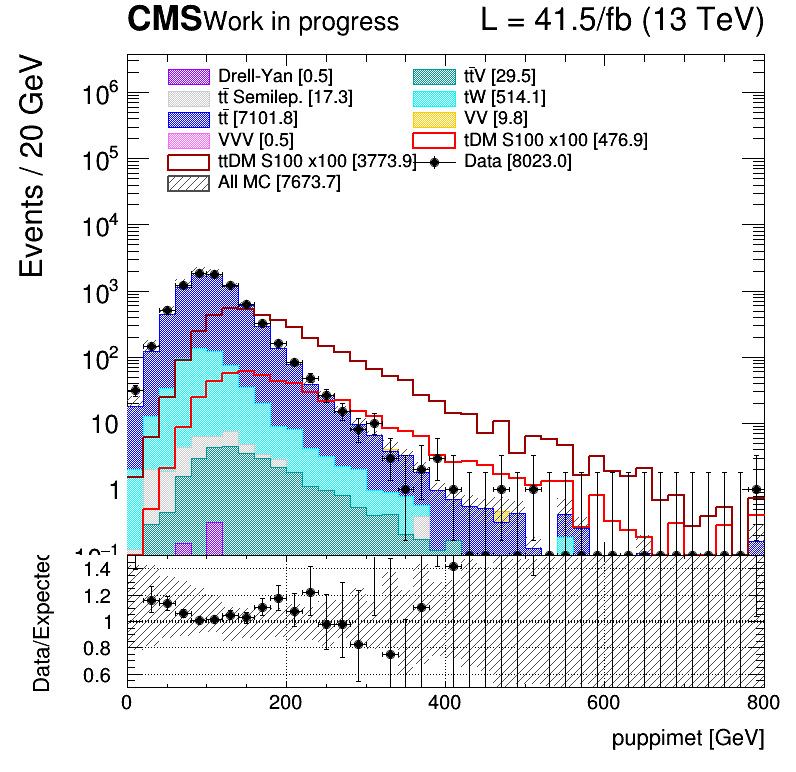 CMS Work in progress L = 41.5/fb (13 TeV)
Events / 20 GeV
Drell-Yan [0.5] tt̄V [29.5]
tt̄ Semilep. [17.3] tW [514.1]
tt̄ [7101.8] VV [9.8]
VVV [0.5] tDM S100 x100 [476.9]
ttDM S100 x100 [3773.9] Data [8023.0]
All MC [7673.7]
10⁶
10⁵
10⁴
10³
10²
10
1
10⁻¹
Data/Expected
1.4
1.2
1
0.8
0.6
0 200 400 600 800
puppimet [GeV]